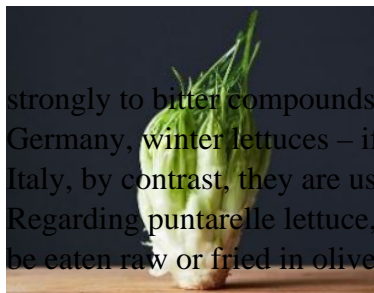 strongly to bitter compounds
Germany, winter lettuces – if
Italy, by contrast, they are us
Regarding puntarelle lettuce,
be eaten raw or fried in olive